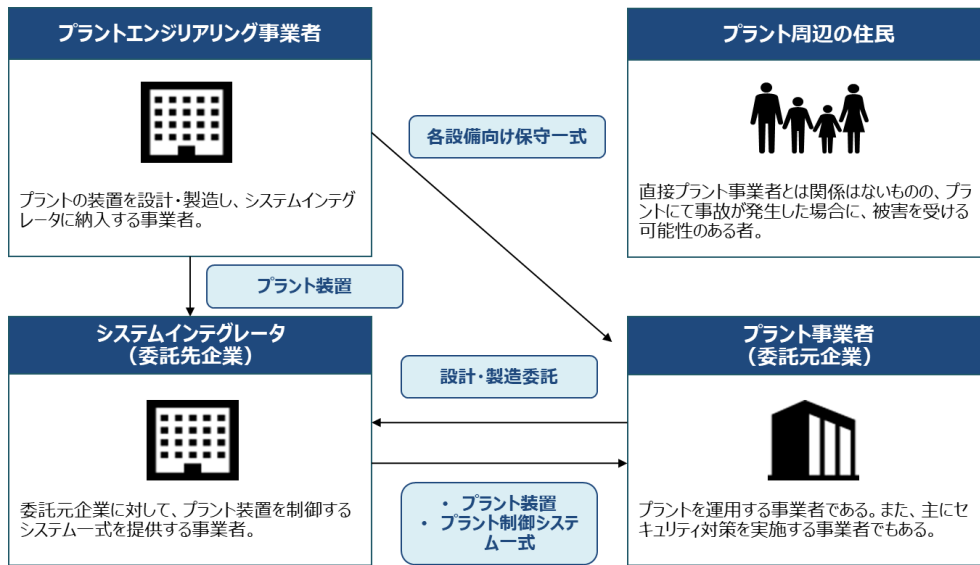 プラントエンジリアリング事業者
プラントの装置を設計・製造し、システムインテグ
レータに納入する事業者。
プラント周辺の住民
直接プラント事業者とは関係はないものの、プラ
ントにて事故が発生した場合に、被害を受ける
可能性のある者。
各設備向け保守一式
プラント装置
システムインテグレータ
（委託先企業）
委託元企業に対して、プラント装置を制御する
システム一式を提供する事業者。
設計・製造委託
• プラント装置
• プラント制御システ
ム一式
プラント事業者
（委託元企業）
プラントを運用する事業者である。また、主にセ
キュリティ対策を実施する事業者でもある。